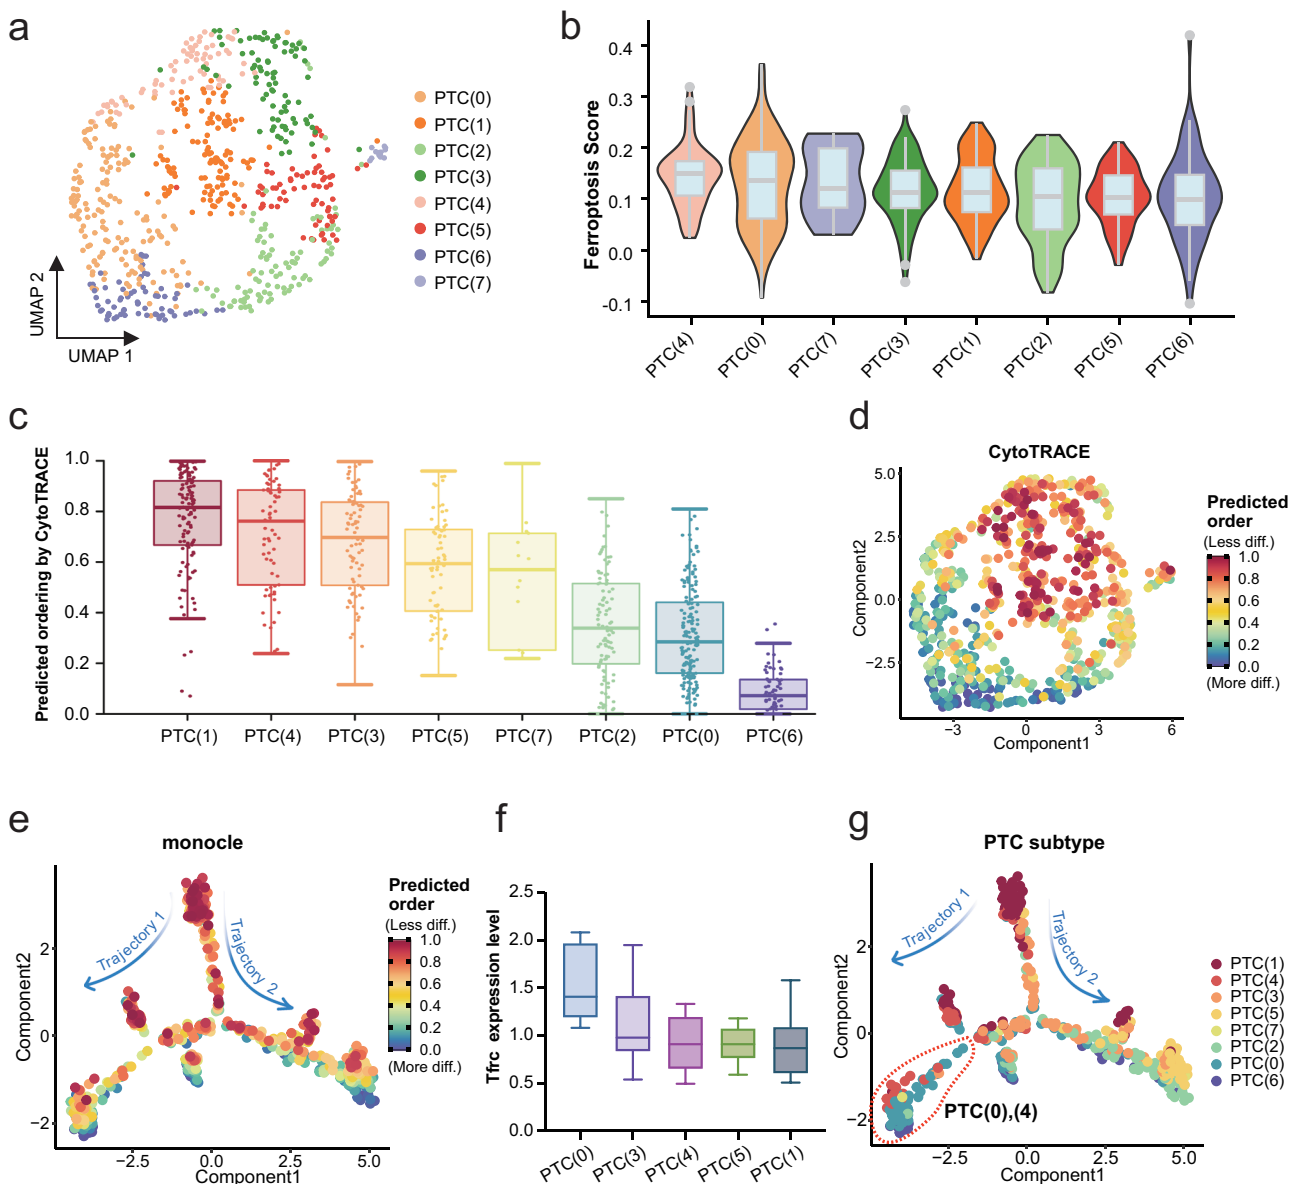 a
PTC(0)
PTC(1)
PTC(2)
PTC(3)
PTC(4)
PTC(5)
PTC(6)
PTC(7)
UMAP 2
UMAP 1
b
Ferroptosis Score
0.4
0.3
0.2
0.1
0.0
-0.1
PTC(4)
PTC(0)
PTC(7)
PTC(3)
PTC(1)
PTC(2)
PTC(5)
PTC(6)
c
Predicted ordering by CytoTRACE
1.0
0.8
0.6
0.4
0.2
0.0
PTC(1)
PTC(4)
PTC(3)
PTC(5)
PTC(7)
PTC(2)
PTC(0)
PTC(6)
d
CytoTRACE
Component2
5.0
2.5
0.0
−2.5
−3
0
3
6
Component1
Predicted
order
(Less diff.)
1.0
0.8
0.6
0.4
0.2
0.0
(More diff.)
e
monocle
Trajectory 1
Trajectory 2
Component2
2
0
−2
−2.5
0.0
2.5
5.0
Component1
Predicted
order
(Less diff.)
1.0
0.8
0.6
0.4
0.2
0.0
(More diff.)
f
Tfrc expression level
2.5
2.0
1.5
1.0
0.5
0.0
PTC(0)
PTC(3)
PTC(4)
PTC(5)
PTC(1)
g
PTC subtype
Trajectory 1
Trajectory 2
Component2
2
0
−2
PTC(0),(4)
−2.5
0.0
2.5
5.0
Component1
PTC(1)
PTC(4)
PTC(3)
PTC(5)
PTC(7)
PTC(2)
PTC(0)
PTC(6)